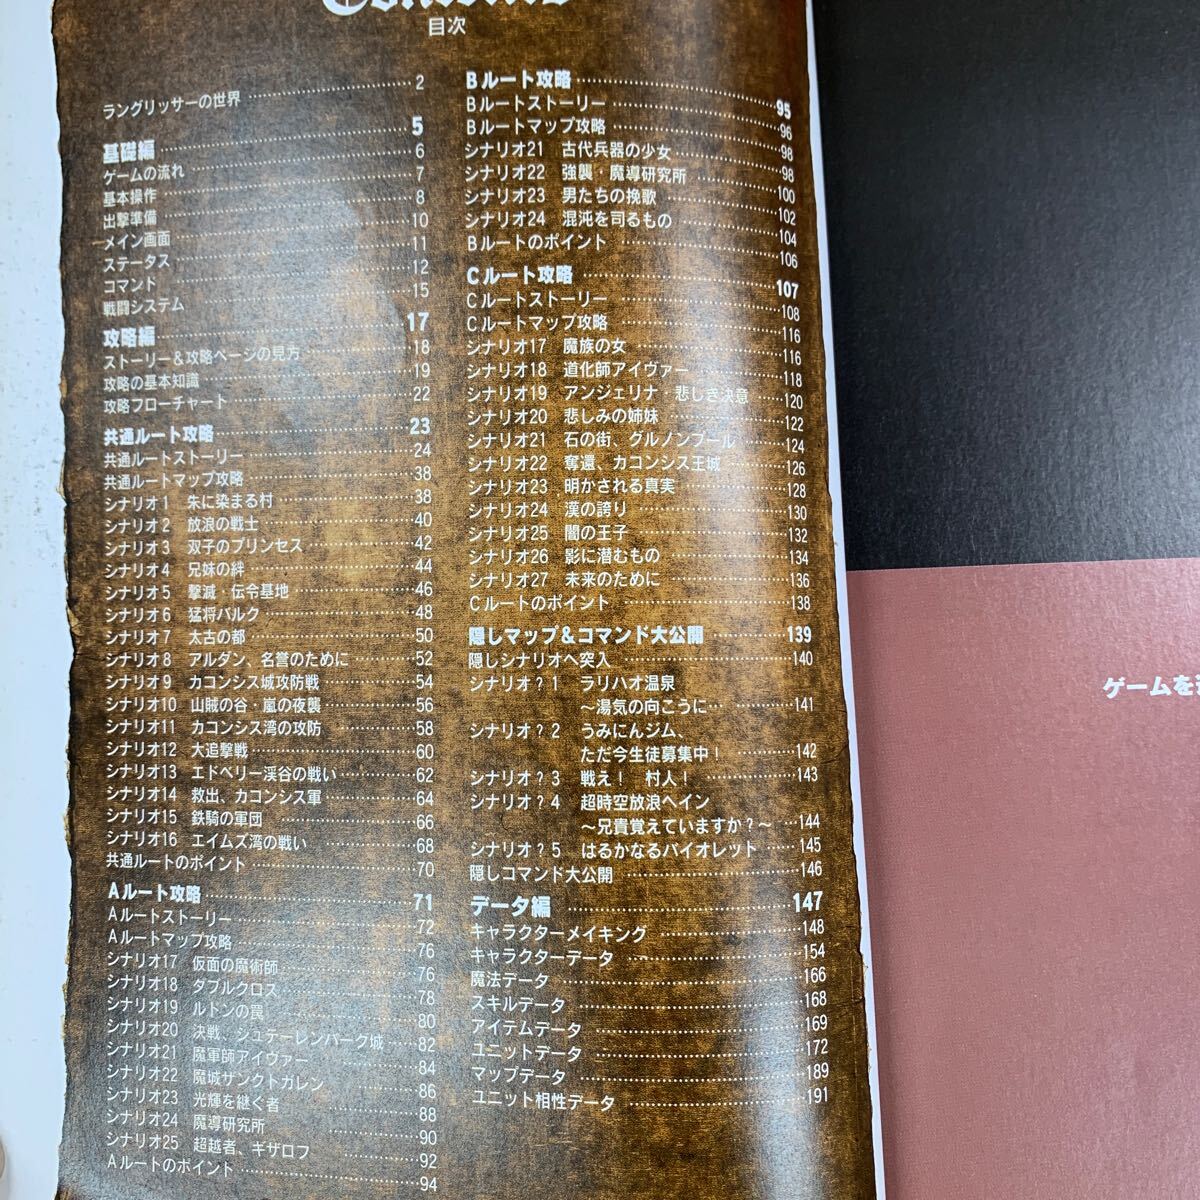 Contents
目次
ラングリッサーの世界……2
基礎編……5
ゲームの流れ……6
基本操作……7
出撃準備……8
メイン画面……10
ステータス……11
コマンド……12
戦闘システム……15
攻略編……17
ストーリー＆攻略ページの見方……18
攻略の基本知識……19
攻略フローチャート……22
共通ルート攻略……23
共通ルートストーリー……24
共通ルートマップ攻略……38
シナリオ1 朱に染まる村……38
シナリオ2 放浪の戦士……40
シナリオ3 双子のプリンセス……42
シナリオ4 兄妹の絆……44
シナリオ5 撃滅・伝令基地……46
シナリオ6 猛将バルク……48
シナリオ7 太古の都……50
シナリオ8 アルダン、名誉のために……52
シナリオ9 カコンシス城攻防戦……54
シナリオ10 山賊の谷・嵐の夜襲……56
シナリオ11 カコンシス湾の攻防……58
シナリオ12 大追撃戦……60
シナリオ13 エドベリー渓谷の戦い……62
シナリオ14 救出、カコンシス軍……64
シナリオ15 鉄騎の軍団……66
シナリオ16 エイムズ湾の戦い……68
共通ルートのポイント……70
Aルート攻略……71
Aルートストーリー……72
Aルートマップ攻略……76
シナリオ17 仮面の魔術師……76
シナリオ18 ダブルクロス……78
シナリオ19 ルトンの罠……80
シナリオ20 決戦、シュテーレンパーク城……82
シナリオ21 魔軍師アイヴァー……84
シナリオ22 魔城サンクトガレン……86
シナリオ23 光輝を継ぐ者……88
シナリオ24 魔導研究所……90
シナリオ25 超越者、ギザロフ……92
Aルートのポイント……94
Bルート攻略……95
Bルートストーリー……96
Bルートマップ攻略……98
シナリオ21 古代兵器の少女……98
シナリオ22 強襲・魔導研究所……100
シナリオ23 男たちの挽歌……102
シナリオ24 混沌を司るもの……104
Bルートのポイント……106
Cルート攻略……107
Cルートストーリー……108
Cルートマップ攻略……116
シナリオ17 魔族の女……116
シナリオ18 道化師アイヴァー……118
シナリオ19 アンジェリナ・悲しき決意……120
シナリオ20 悲しみの姉妹……122
シナリオ21 石の街、グルノンプール……124
シナリオ22 奪還、カコンシス王城……126
シナリオ23 明かされる真実……128
シナリオ24 漢の誇り……130
シナリオ25 闇の王子……132
シナリオ26 影に潜むもの……134
シナリオ27 未来のために……136
Cルートのポイント……138
隠しマップ＆コマンド大公開……139
隠しシナリオへ突入……140
シナリオ？1 ラリハオ温泉
～湯気の向こうに………141
シナリオ？2 うみにんジム、
ただ今生徒募集中！……142
シナリオ？3 戦え！ 村人！……143
シナリオ？4 超時空放浪ヘイン
～兄貴覚えていますか？～…144
シナリオ？5 はるかなるバイオレット……145
隠しコマンド大公開……146
データ編……147
キャラクターメイキング……148
キャラクターデータ……154
魔法データ……166
スキルデータ……168
アイテムデータ……169
ユニットデータ……172
マップデータ……189
ユニット相性データ……191
ゲームを